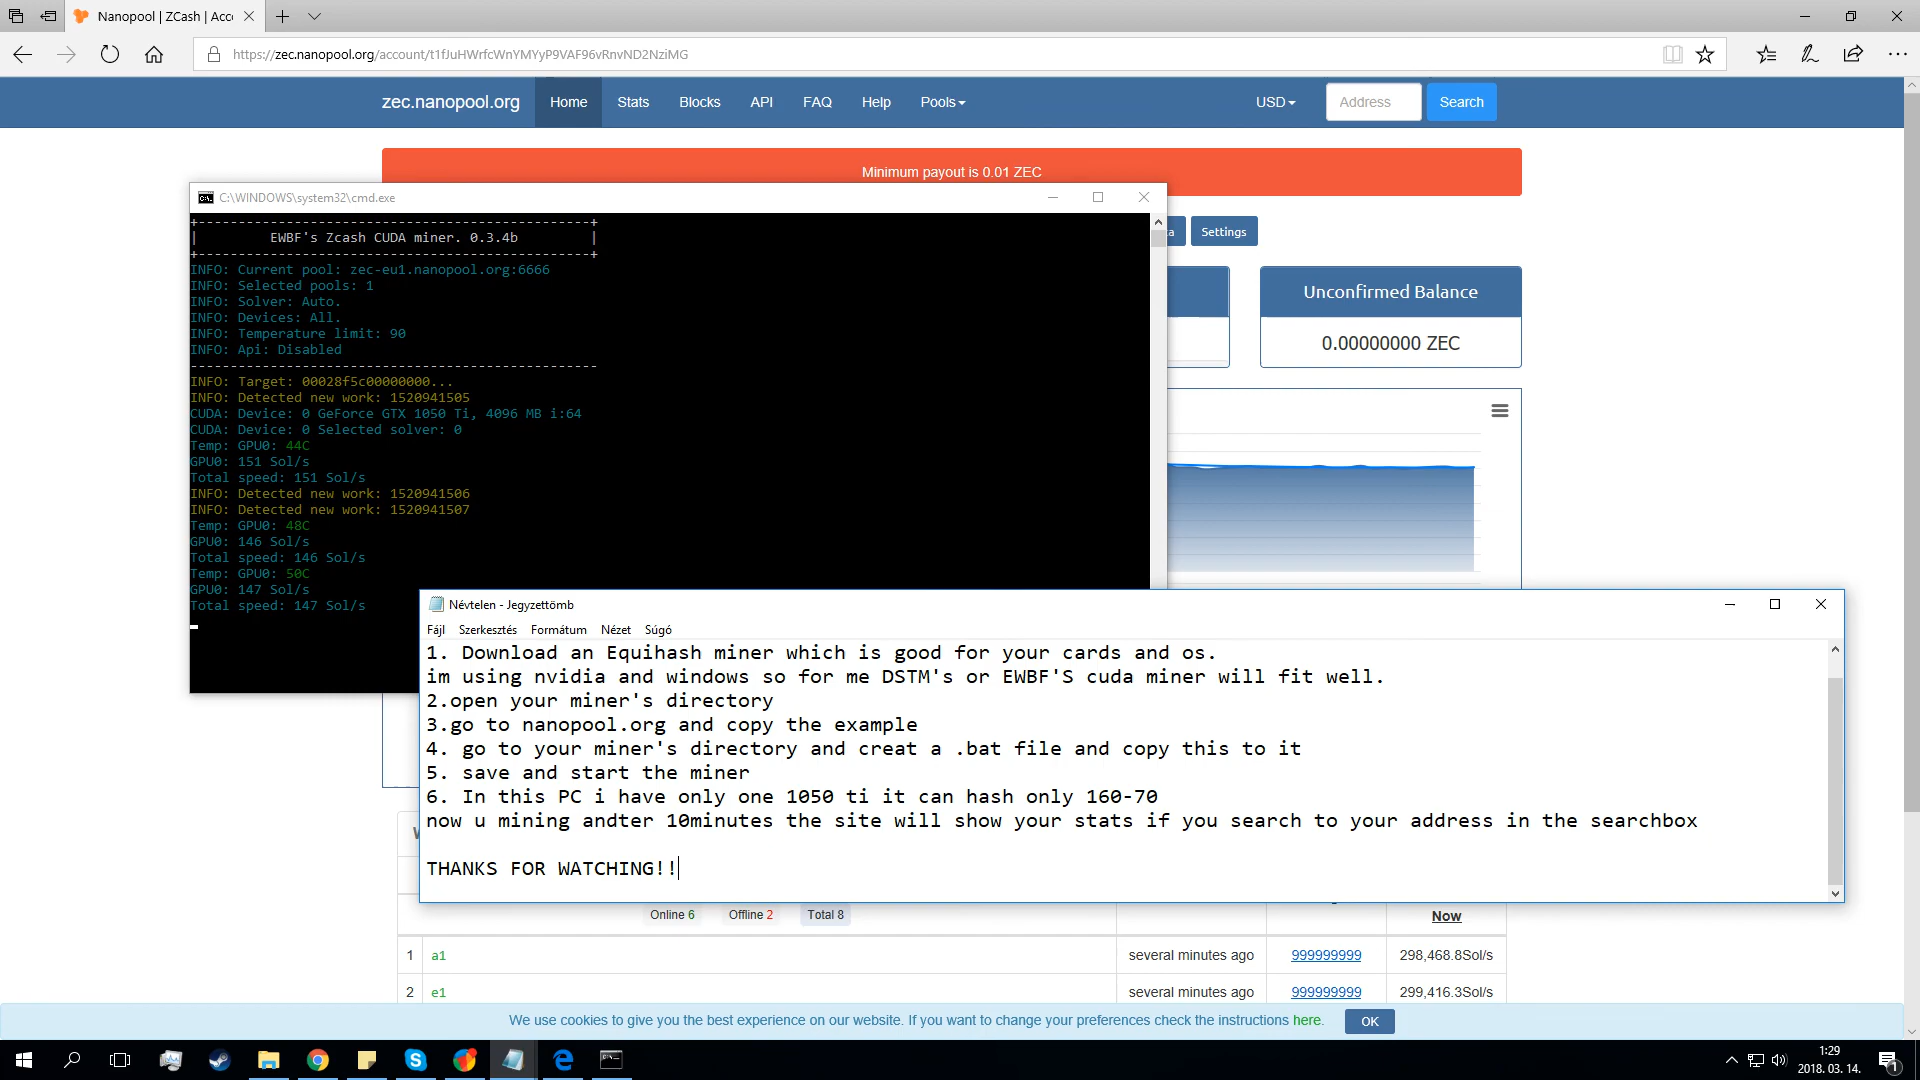 Nanopool | ZCash | Acc
https://zec.nanopool.org/account/t1fJuHWrfcWnYMYyP9VAF96vRnvND2NziMG
zec.nanopool.org Home Stats Blocks API FAQ Help Pools USD Address Search
Minimum payout is 0.01 ZEC
Settings
Unconfirmed Balance
0.00000000 ZEC
C:\WINDOWS\system32\cmd.exe
+-------------------------------------------------+
| EWBF's Zcash CUDA miner. 0.3.4b |
+-------------------------------------------------+
INFO: Current pool: zec-eu1.nanopool.org:6666
INFO: Selected pools: 1
INFO: Solver: Auto.
INFO: Devices: All.
INFO: Temperature limit: 90
INFO: Api: Disabled
---------------------------------------------------
INFO: Target: 00028f5c00000000...
INFO: Detected new work: 1520941505
CUDA: Device: 0 GeForce GTX 1050 Ti, 4096 MB i:64
CUDA: Device: 0 Selected solver: 0
Temp: GPU0: 44C
GPU0: 151 Sol/s
Total speed: 151 Sol/s
INFO: Detected new work: 1520941506
INFO: Detected new work: 1520941507
Temp: GPU0: 48C
GPU0: 146 Sol/s
Total speed: 146 Sol/s
Temp: GPU0: 50C
GPU0: 147 Sol/s
Total speed: 147 Sol/s
Névtelen - Jegyzettömb
Fájl Szerkesztés Formátum Nézet Súgó
1. Download an Equihash miner which is good for your cards and os.
im using nvidia and windows so for me DSTM's or EWBF'S cuda miner will fit well.
2.open your miner's directory
3.go to nanopool.org and copy the example
4. go to your miner's directory and creat a .bat file and copy this to it
5. save and start the miner
6. In this PC i have only one 1050 ti it can hash only 160-70
now u mining andter 10minutes the site will show your stats if you search to your address in the searchbox
THANKS FOR WATCHING!!
Online 6 Offline 2 Total 8 Now
1 a1 several minutes ago 999999999 298,468.8Sol/s
2 e1 several minutes ago 999999999 299,416.3Sol/s
We use cookies to give you the best experience on our website. If you want to change your preferences check the instructions here. OK
1:29
2018. 03. 14.
1